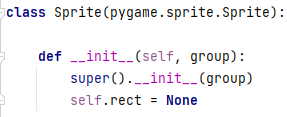 class Sprite(pygame.sprite.Sprite):
    def __init__(self, group):
        super().__init__(group)
        self.rect = None